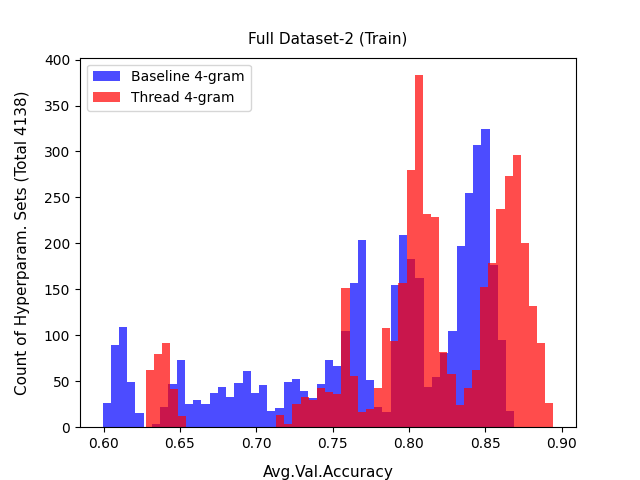 Full Dataset-2 (Train)
Baseline 4-gram
Thread 4-gram
Count of Hyperparam. Sets (Total 4138)
400
350
300
250
200
150
100
50
0
0.60 0.65 0.70 0.75 0.80 0.85 0.90
Avg.Val.Accuracy